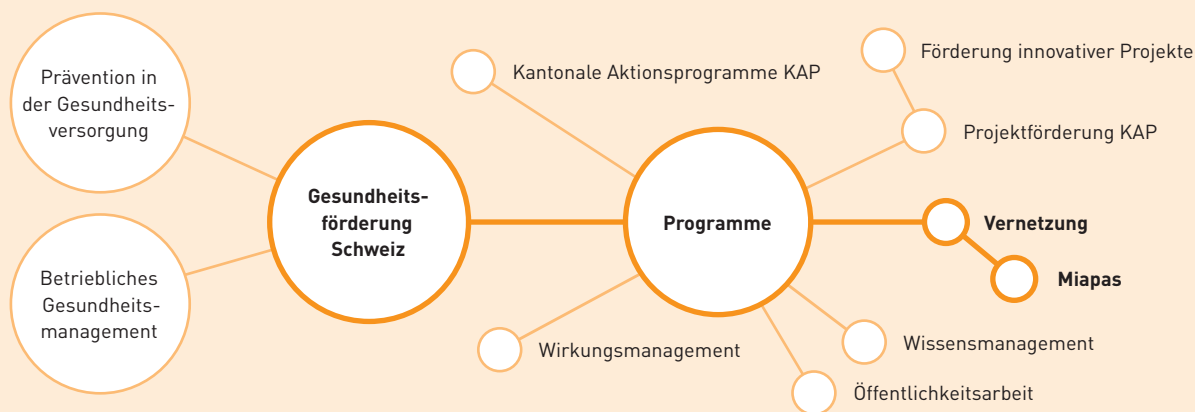 Prävention in
der Gesundheits-
versorgung
Betriebliches
Gesundheits-
management
Gesundheits-
förderung
Schweiz
Kantonale Aktionsprogramme KAP
Programme
Förderung innovativer Projekte
Projektförderung KAP
Vernetzung
Miapas
Wirkungsmanagement
Wissensmanagement
Öffentlichkeitsarbeit